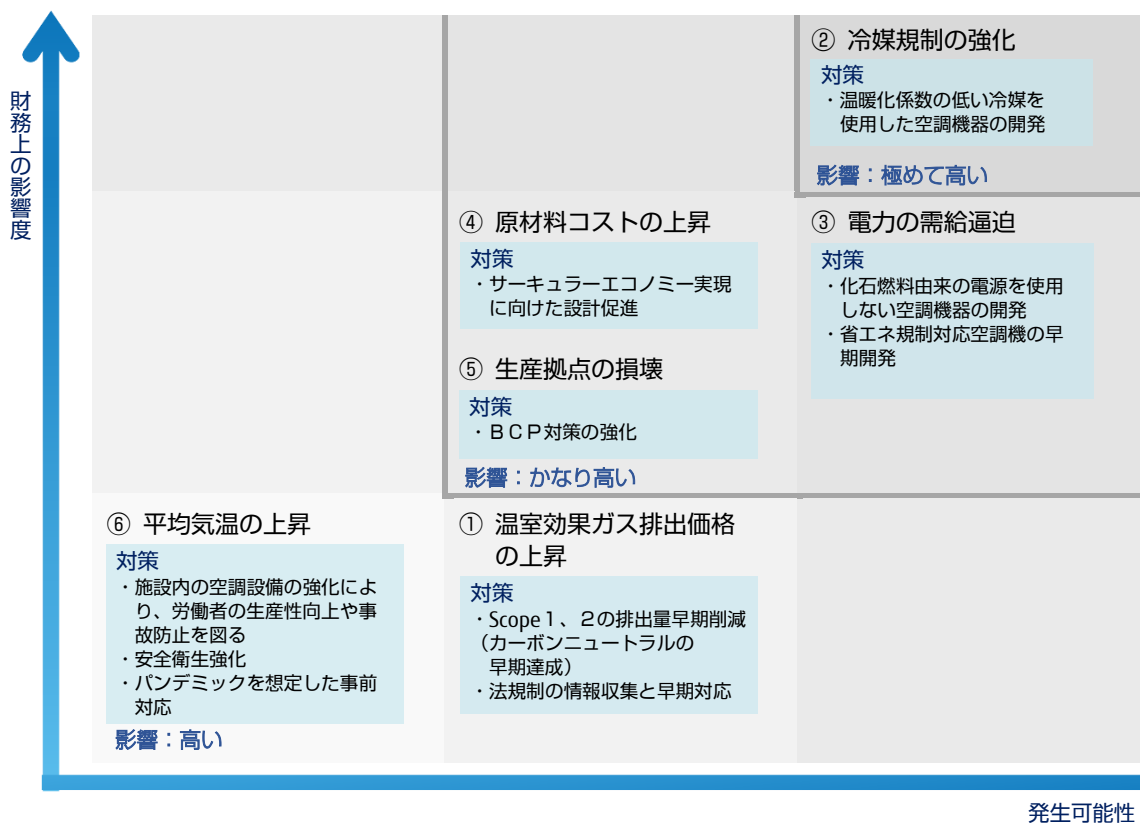 財務上の影響度
② 冷媒規制の強化
対策
・温暖化係数の低い冷媒を
使用した空調機器の開発
影響：極めて高い
④ 原材料コストの上昇
対策
・サーキュラーエコノミー実現
に向けた設計促進
⑤ 生産拠点の損壊
対策
・ＢＣＰ対策の強化
影響：かなり高い
③ 電力の需給逼迫
対策
・化石燃料由来の電源を使用
しない空調機器の開発
・省エネ規制対応空調機の早
期開発
⑥ 平均気温の上昇
対策
・施設内の空調設備の強化によ
り、労働者の生産性向上や事
故防止を図る
・安全衛生強化
・パンデミックを想定した事前
対応
影響：高い
① 温室効果ガス排出価格
の上昇
対策
・Scope１、２の排出量早期削減
（カーボンニュートラルの
早期達成）
・法規制の情報収集と早期対応
発生可能性